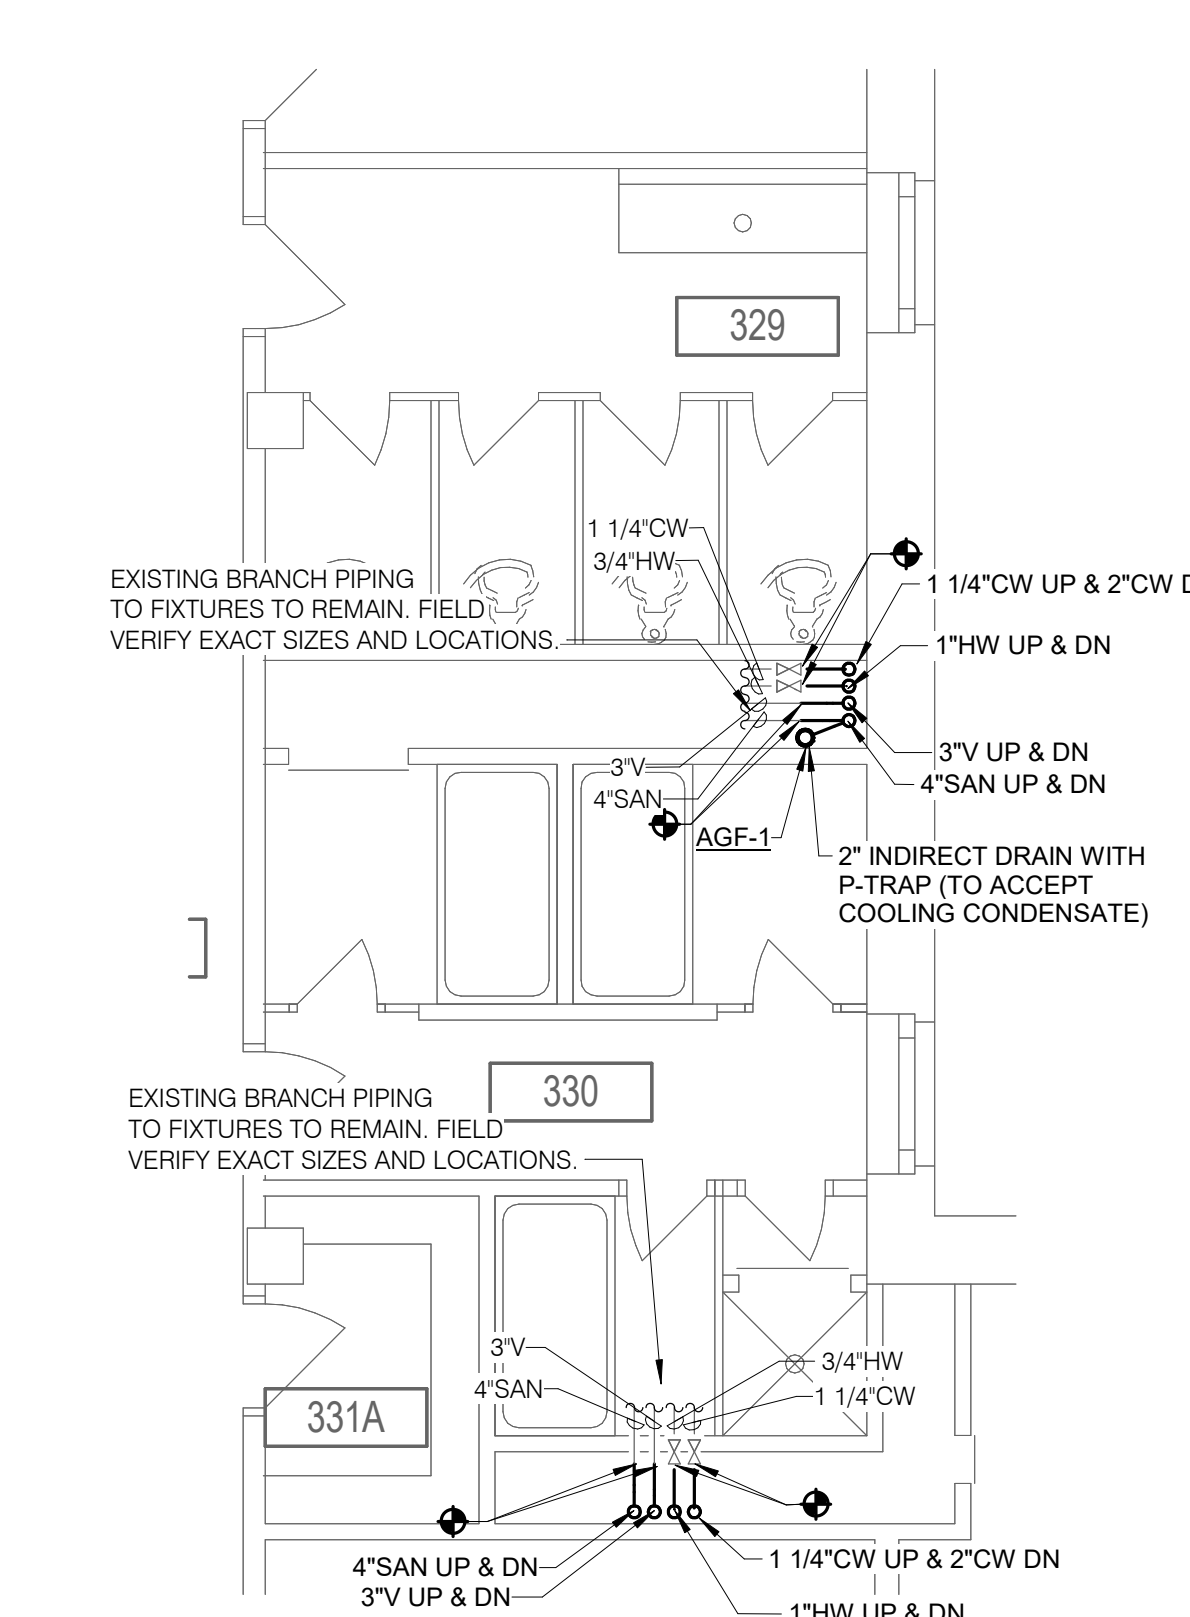 329
1 1/4"CW
3/4"HW
EXISTING BRANCH PIPING
TO FIXTURES TO REMAIN. FIELD
VERIFY EXACT SIZES AND LOCATIONS.
1 1/4"CW UP & 2"CW D
1"HW UP & DN
3"V UP & DN
4"SAN UP & DN
3"V
4"SAN
AGF-1
2" INDIRECT DRAIN WITH
P-TRAP (TO ACCEPT
COOLING CONDENSATE)
330
EXISTING BRANCH PIPING
TO FIXTURES TO REMAIN. FIELD
VERIFY EXACT SIZES AND LOCATIONS.
3"V
4"SAN
3/4"HW
1 1/4"CW
331A
4"SAN UP & DN
3"V UP & DN
1 1/4"CW UP & 2"CW DN
1"HW UP & DN